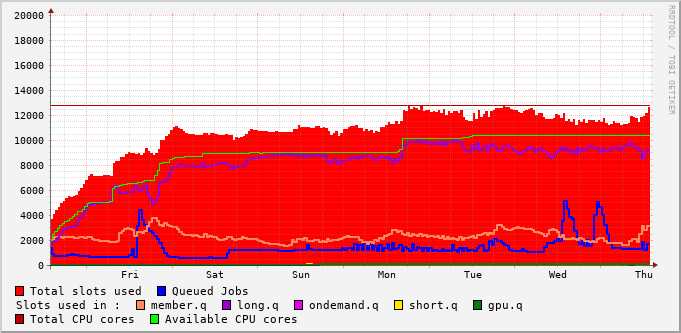 20000
18000
16000
14000
12000
10000
8000
6000
4000
2000
0
Fri Sat Sun Mon Tue Wed Thu
Total slots used Queued Jobs
Slots used in : member.q long.q ondemand.q short.q gpu.q
Total CPU cores Available CPU cores
RRDTOOL / TOBI OETIKER